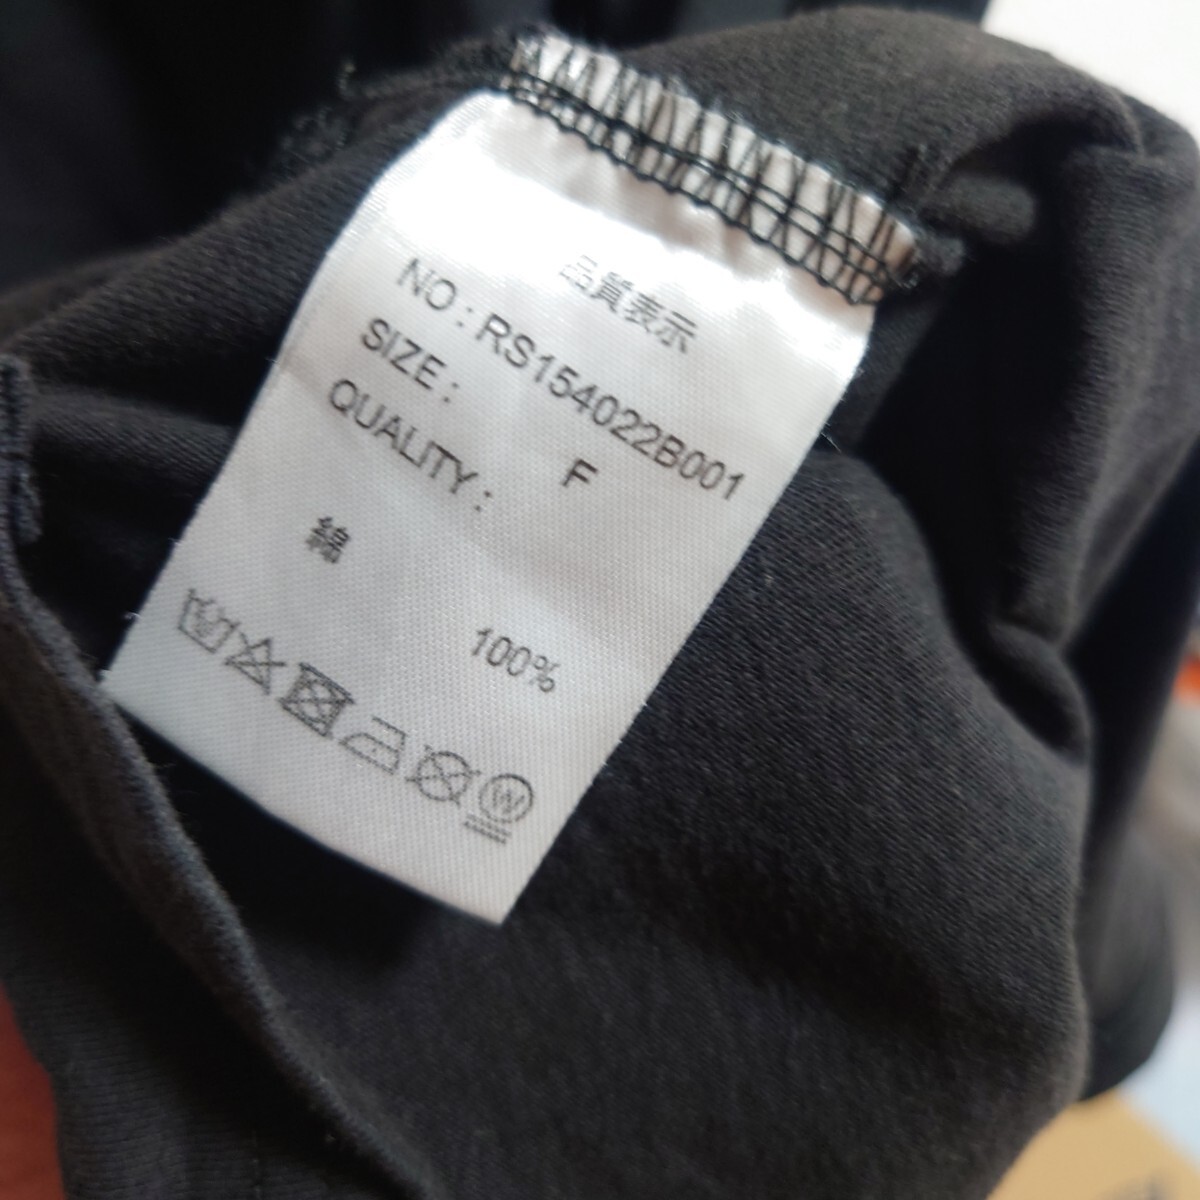 品質表示
NO : RS154022B001
SIZE : F
QUALITY :
綿 100%
W